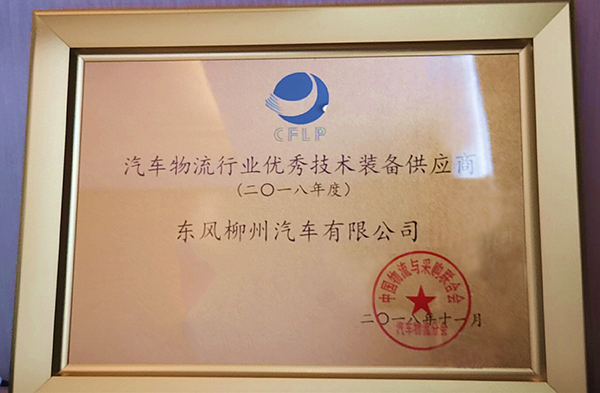 CFLP
汽车物流行业优秀技术装备供应商
(二〇一八年度)
东风柳州汽车有限公司
中国物流与采购联合会
二〇一八年十一月
汽车物流分会